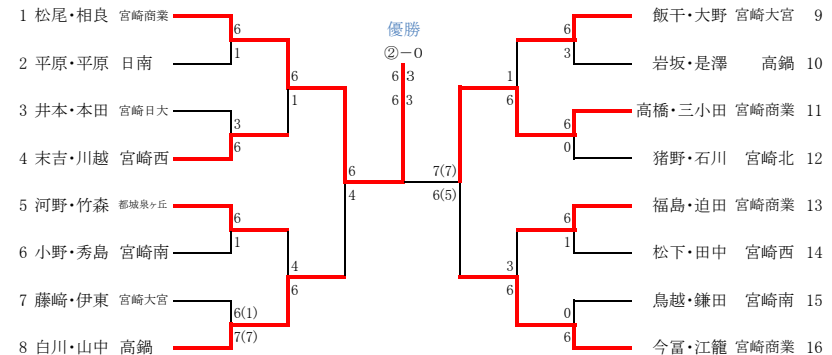 1 松尾・相良 宮崎商業
2 平原・平原 日南
3 井本・本田 宮崎日大
4 末吉・川越 宮崎西
5 河野・竹森 都城泉ヶ丘
6 小野・秀島 宮崎南
7 藤﨑・伊東 宮崎大宮
8 白川・山中 高鍋
6
1
3
6
6
1
6(1)
7(7)
6
1
4
6
6
4
優勝
②－0
6 3
6 3
7(7)
6(5)
1
6
3
6
6
3
6
0
6
1
0
6
飯干・大野 宮崎大宮 9
岩坂・是澤 高鍋 10
高橋・三小田 宮崎商業 11
猪野・石川 宮崎北 12
福島・迫田 宮崎商業 13
松下・田中 宮崎西 14
鳥越・鎌田 宮崎南 15
今冨・江籠 宮崎商業 16